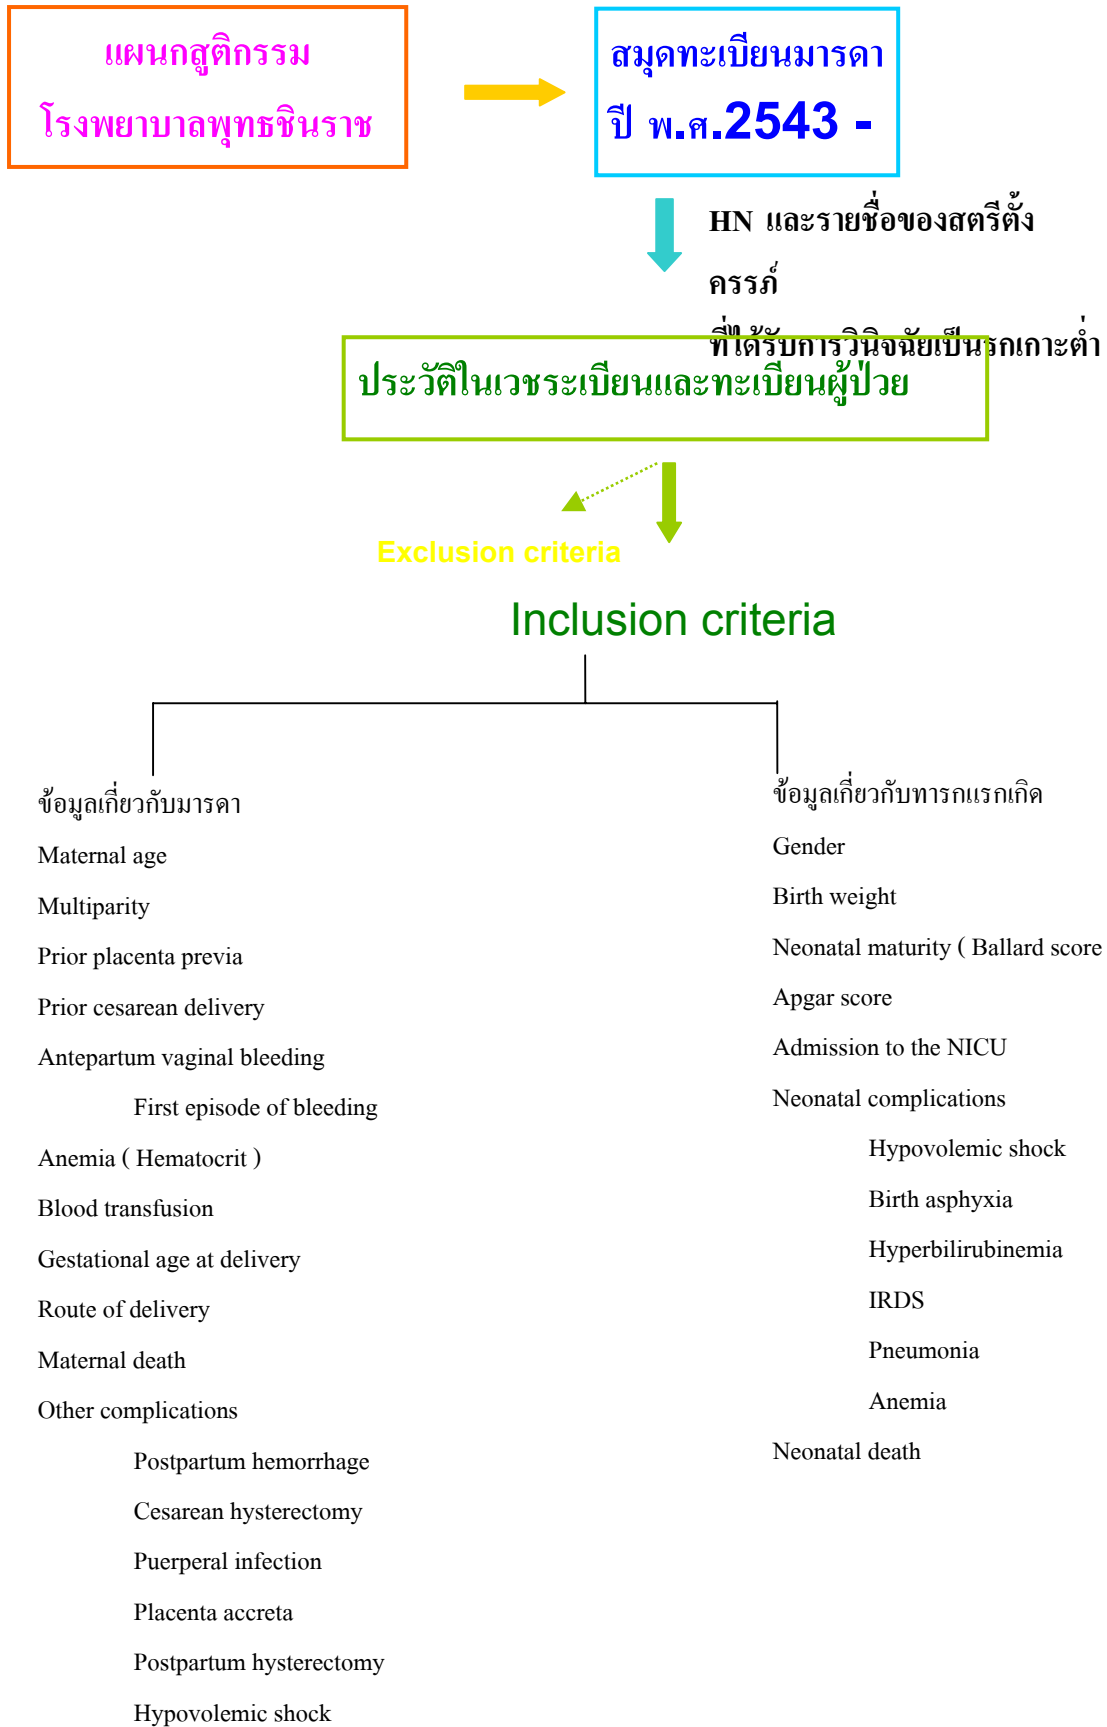 แผนกสูติกรรม
โรงพยาบาลพุทธชินราช
สมุดทะเบียนมารดา
ปี พ.ศ.2543 -
HN และรายชื่อของสตรีตั้ง
ครรภ์
ที่ได้รับการวินิจฉัยเป็นรกเกาะต่ำ
ประวัติในเวชระเบียนและทะเบียนผู้ป่วย
Exclusion criteria
Inclusion criteria
ข้อมูลเกี่ยวกับมารดา
Maternal age
Multiparity
Prior placenta previa
Prior cesarean delivery
Antepartum vaginal bleeding
First episode of bleeding
Anemia ( Hematocrit )
Blood transfusion
Gestational age at delivery
Route of delivery
Maternal death
Other complications
Postpartum hemorrhage
Cesarean hysterectomy
Puerperal infection
Placenta accreta
Postpartum hysterectomy
Hypovolemic shock
ข้อมูลเกี่ยวกับทารกแรกเกิด
Gender
Birth weight
Neonatal maturity ( Ballard score
Apgar score
Admission to the NICU
Neonatal complications
Hypovolemic shock
Birth asphyxia
Hyperbilirubinemia
IRDS
Pneumonia
Anemia
Neonatal death